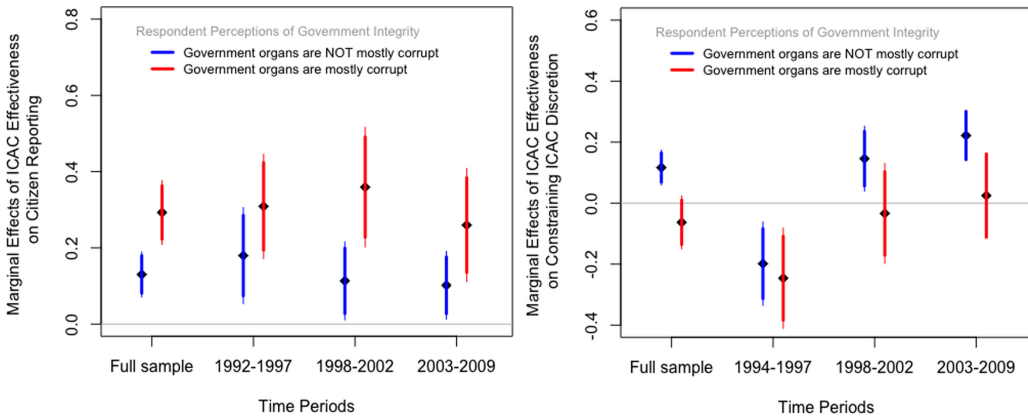 Marginal Effects of ICAC Effectiveness
on Citizen Reporting
0.8
0.6
0.4
0.2
0.0
Respondent Perceptions of Government Integrity
Government organs are NOT mostly corrupt
Government organs are mostly corrupt
Full sample
1992-1997
1998-2002
2003-2009
Time Periods
Marginal Effects of ICAC Effectiveness
on Constraining ICAC Discretion
0.6
0.4
0.2
0.0
-0.2
-0.4
Respondent Perceptions of Government Integrity
Government organs are NOT mostly corrupt
Government organs are mostly corrupt
Full sample
1994-1997
1998-2002
2003-2009
Time Periods